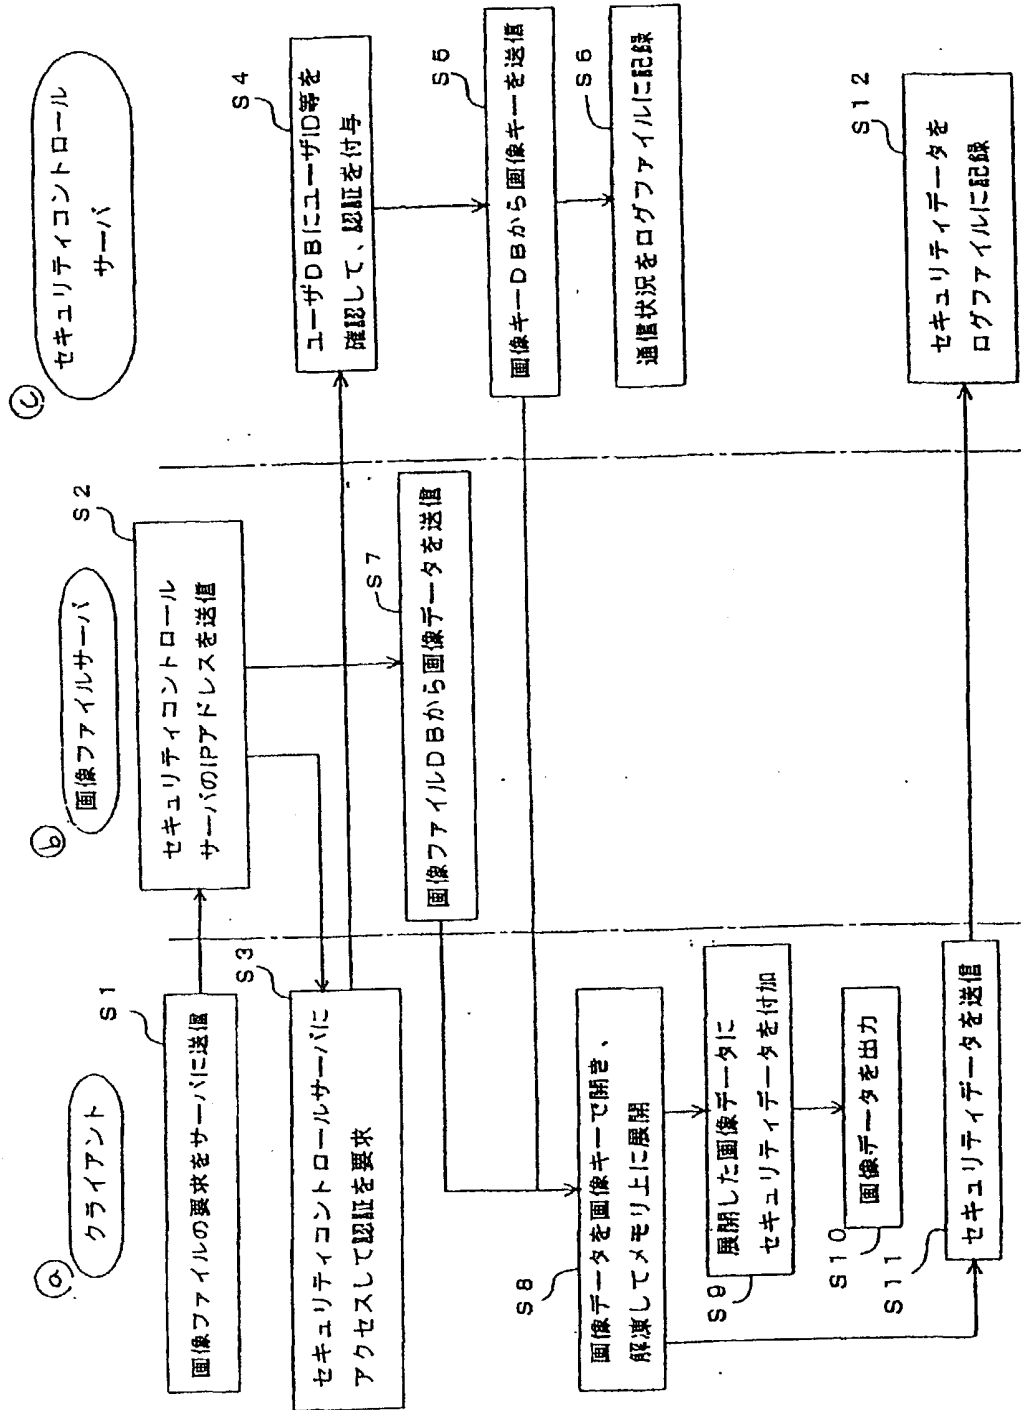 ⓐ
クライアント
ⓑ
画像ファイルサーバ
ⓒ
セキュリティコントロール
サーバ
S1
画像ファイルの要求をサーバに送信
S2
セキュリティコントロール
サーバのIPアドレスを送信
S3
セキュリティコントロールサーバに
アクセスして認証を要求
S4
ユーザDBにユーザID等を
確認して、認証を付与
S5
画像キーDBから画像キーを送信
S6
通信状況をログファイルに記録
S7
画像ファイルDBから画像データを送信
S8
画像データを画像キーで開き、
解凍してメモリ上に展開
S9
展開した画像データに
セキュリティデータを付加
S10
画像データを出力
S11
セキュリティデータを送信
S12
セキュリティデータを
ログファイルに記録